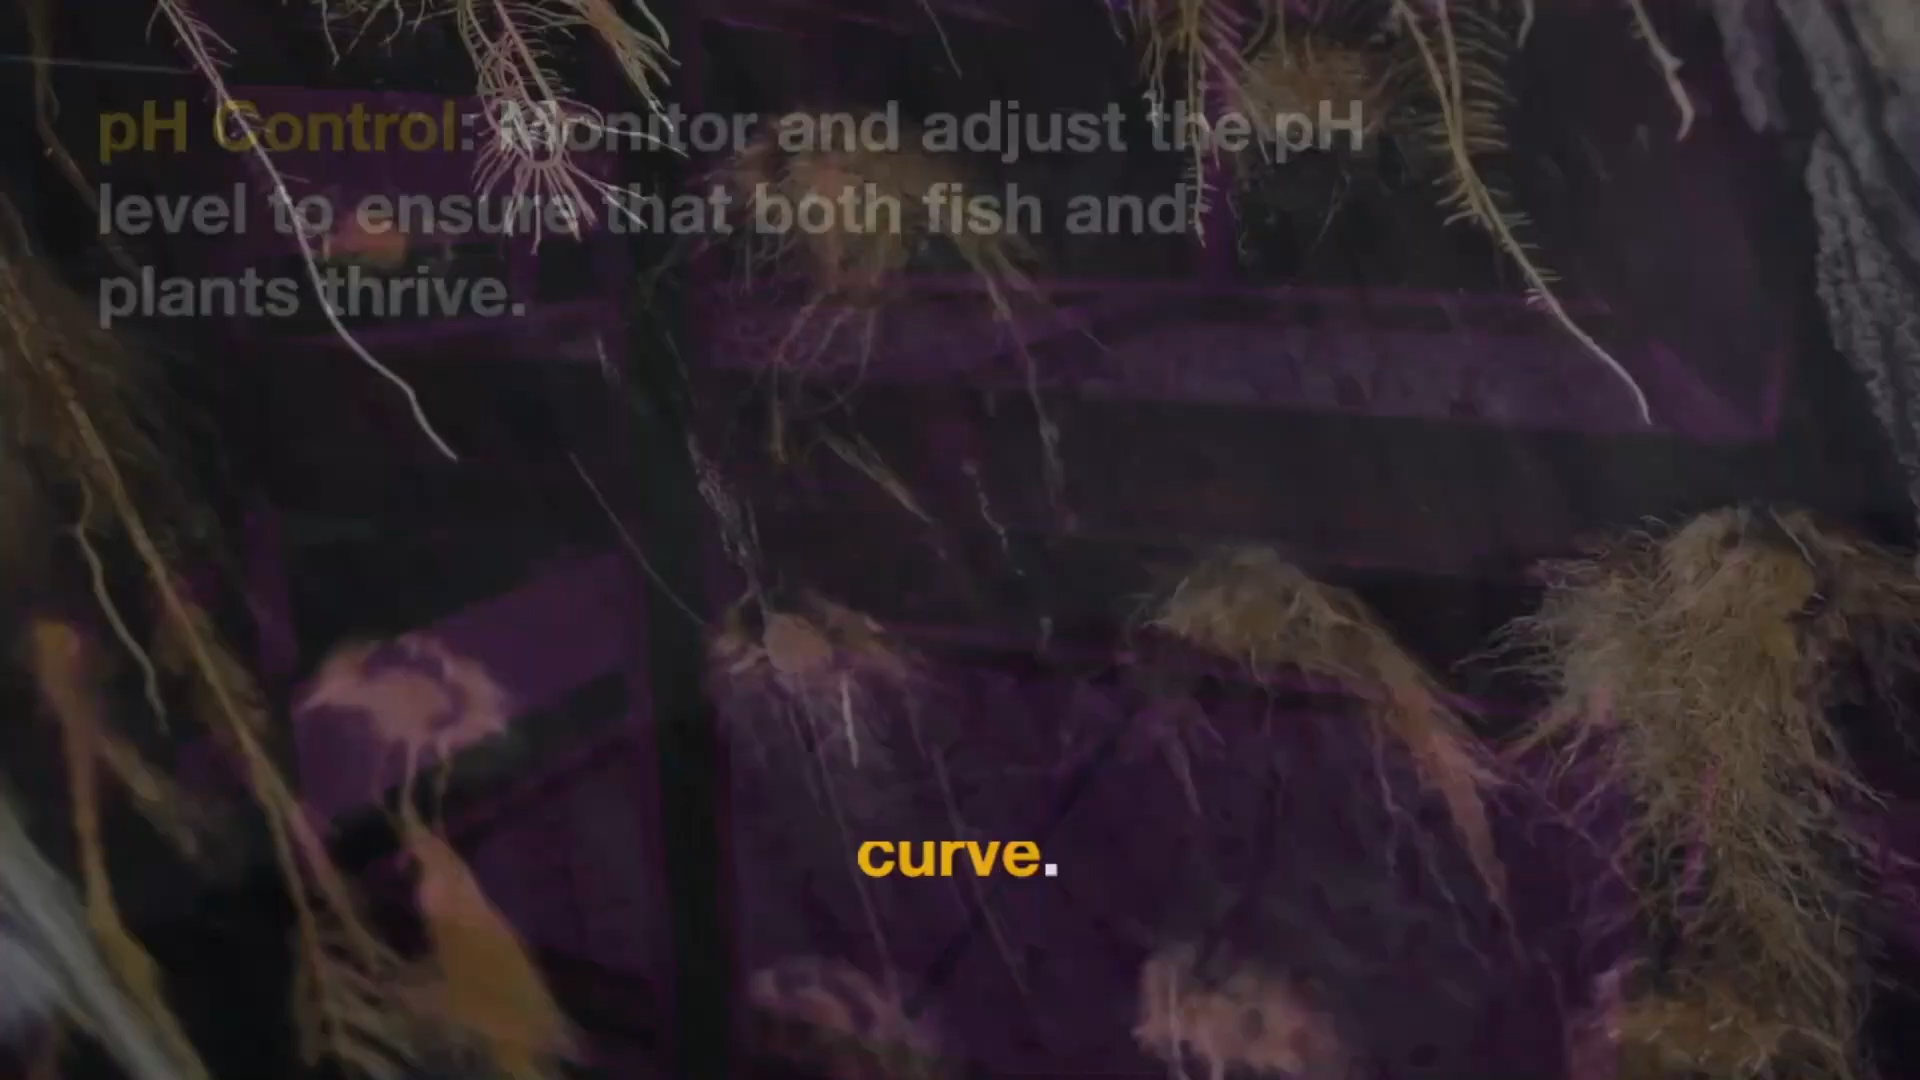 pH Control: Monitor and adjust the pH
level to ensure that both fish and
plants thrive.
curve.